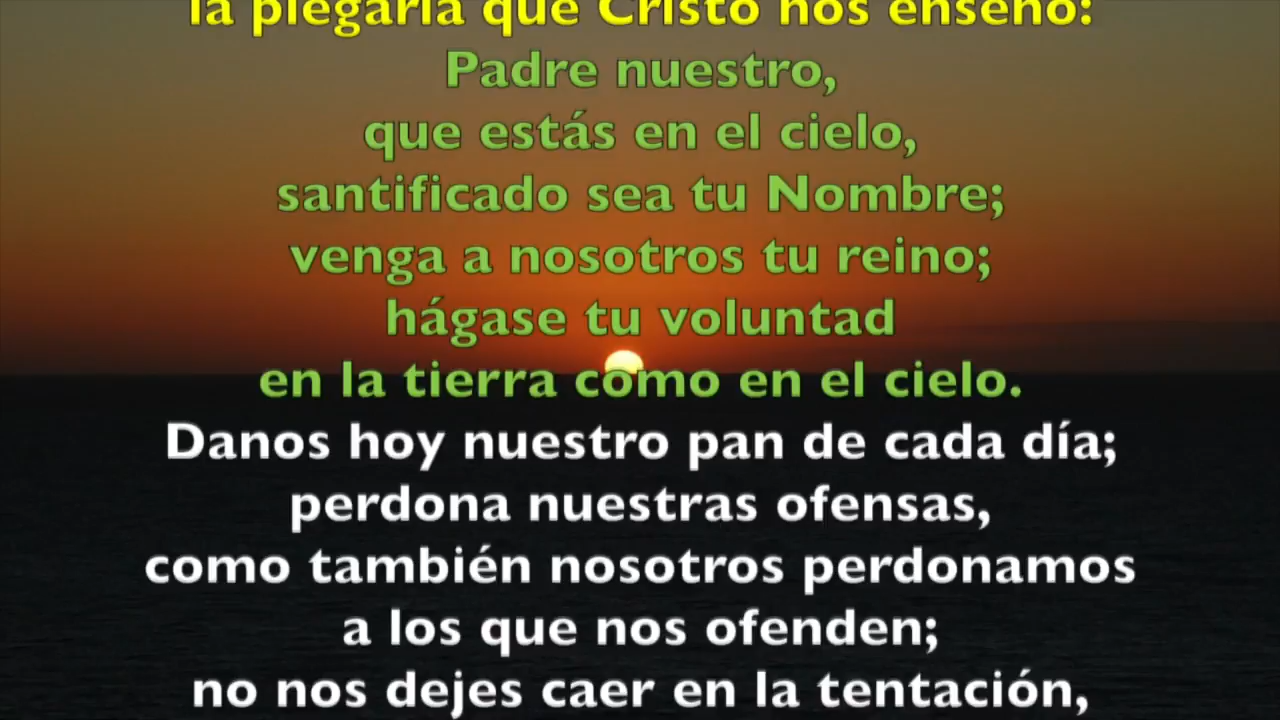 la plegaria que Cristo nos enseñó:
Padre nuestro,
que estás en el cielo,
santificado sea tu Nombre;
venga a nosotros tu reino;
hágase tu voluntad
en la tierra como en el cielo.
Danos hoy nuestro pan de cada día;
perdona nuestras ofensas,
como también nosotros perdonamos
a los que nos ofenden;
no nos dejes caer en la tentación,